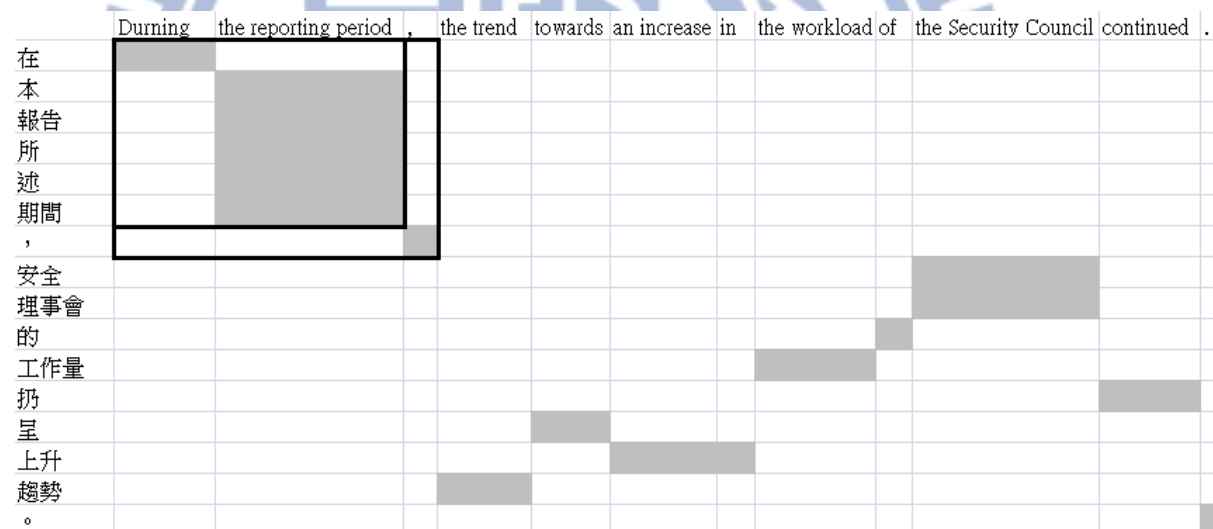 Durning the reporting period , the trend towards an increase in the workload of the Security Council continued .
在
本
報告
所
述
期間
，
安全
理事會
的
工作量
扔
呈
上升
趨勢
。